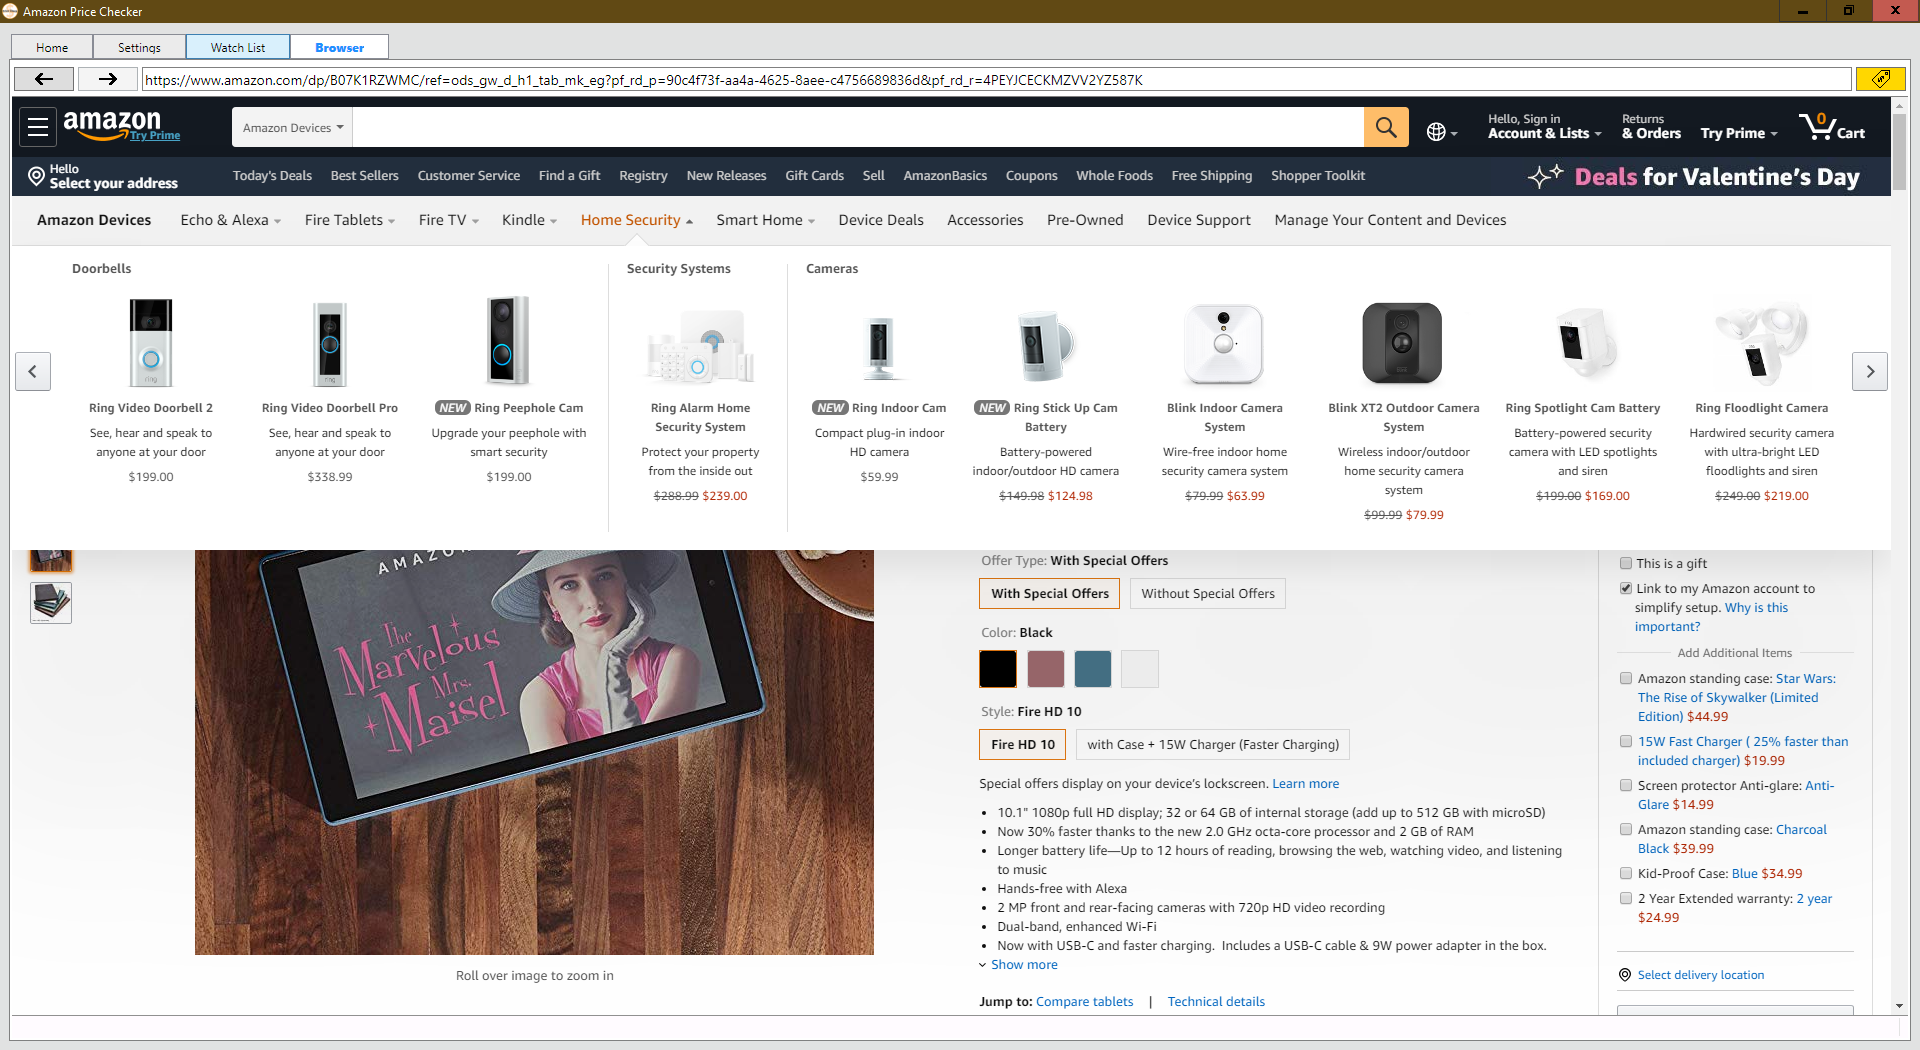 Amazon Price Checker
Home
Settings
Watch List
Browser
https://www.amazon.com/dp/B07K1RZWMC/ref=ods_gw_d_h1_tab_mk_eg?pf_rd_p=90c4f73f-aa4a-4625-8aee-c4756689836d&pf_rd_r=4PEYJCECKMZVV2YZ587K
amazon
Try Prime
Amazon Devices
Hello, Sign in
Account & Lists
Returns
& Orders
Try Prime
0
Cart
Hello
Select your address
Today's Deals
Best Sellers
Customer Service
Find a Gift
Registry
New Releases
Gift Cards
Sell
AmazonBasics
Coupons
Whole Foods
Free Shipping
Shopper Toolkit
Deals for Valentine's Day
Amazon Devices
Echo & Alexa
Fire Tablets
Fire TV
Kindle
Home Security
Smart Home
Device Deals
Accessories
Pre-Owned
Device Support
Manage Your Content and Devices
Doorbells
Ring Video Doorbell 2
See, hear and speak to
anyone at your door
$199.00
Ring Video Doorbell Pro
See, hear and speak to
anyone at your door
$338.99
NEW Ring Peephole Cam
Upgrade your peephole with
smart security
$199.00
Security Systems
Ring Alarm Home
Security System
Protect your property
from the inside out
$288.99 $239.00
Cameras
NEW Ring Indoor Cam
Compact plug-in indoor
HD camera
$59.99
NEW Ring Stick Up Cam
Battery
Battery-powered
indoor/outdoor HD camera
$149.98 $124.98
Blink Indoor Camera
System
Wire-free indoor home
security camera system
$79.99 $63.99
Blink XT2 Outdoor Camera
System
Wireless indoor/outdoor
home security camera
system
$99.99 $79.99
Ring Spotlight Cam Battery
Battery-powered security
camera with LED spotlights
and siren
$199.00 $169.00
Ring Floodlight Camera
Hardwired security camera
with ultra-bright LED
floodlights and siren
$249.00 $219.00
AMAZON
The
Marvelous
Mrs.
Maisel
Roll over image to zoom in
Offer Type: With Special Offers
With Special Offers
Without Special Offers
Color: Black
Style: Fire HD 10
Fire HD 10
with Case + 15W Charger (Faster Charging)
Special offers display on your device's lockscreen. Learn more
• 10.1" 1080p full HD display; 32 or 64 GB of internal storage (add up to 512 GB with microSD)
• Now 30% faster thanks to the new 2.0 GHz octa-core processor and 2 GB of RAM
• Longer battery life—Up to 12 hours of reading, browsing the web, watching video, and listening
to music
• Hands-free with Alexa
• 2 MP front and rear-facing cameras with 720p HD video recording
• Dual-band, enhanced Wi-Fi
• Now with USB-C and faster charging. Includes a USB-C cable & 9W power adapter in the box.
Show more
Jump to: Compare tablets | Technical details
This is a gift
Link to my Amazon account to
simplify setup. Why is this
important?
Add Additional Items
Amazon standing case: Star Wars:
The Rise of Skywalker (Limited
Edition) $44.99
15W Fast Charger ( 25% faster than
included charger) $19.99
Screen protector Anti-glare: Anti-
Glare $14.99
Amazon standing case: Charcoal
Black $39.99
Kid-Proof Case: Blue $34.99
2 Year Extended warranty: 2 year
$24.99
Select delivery location